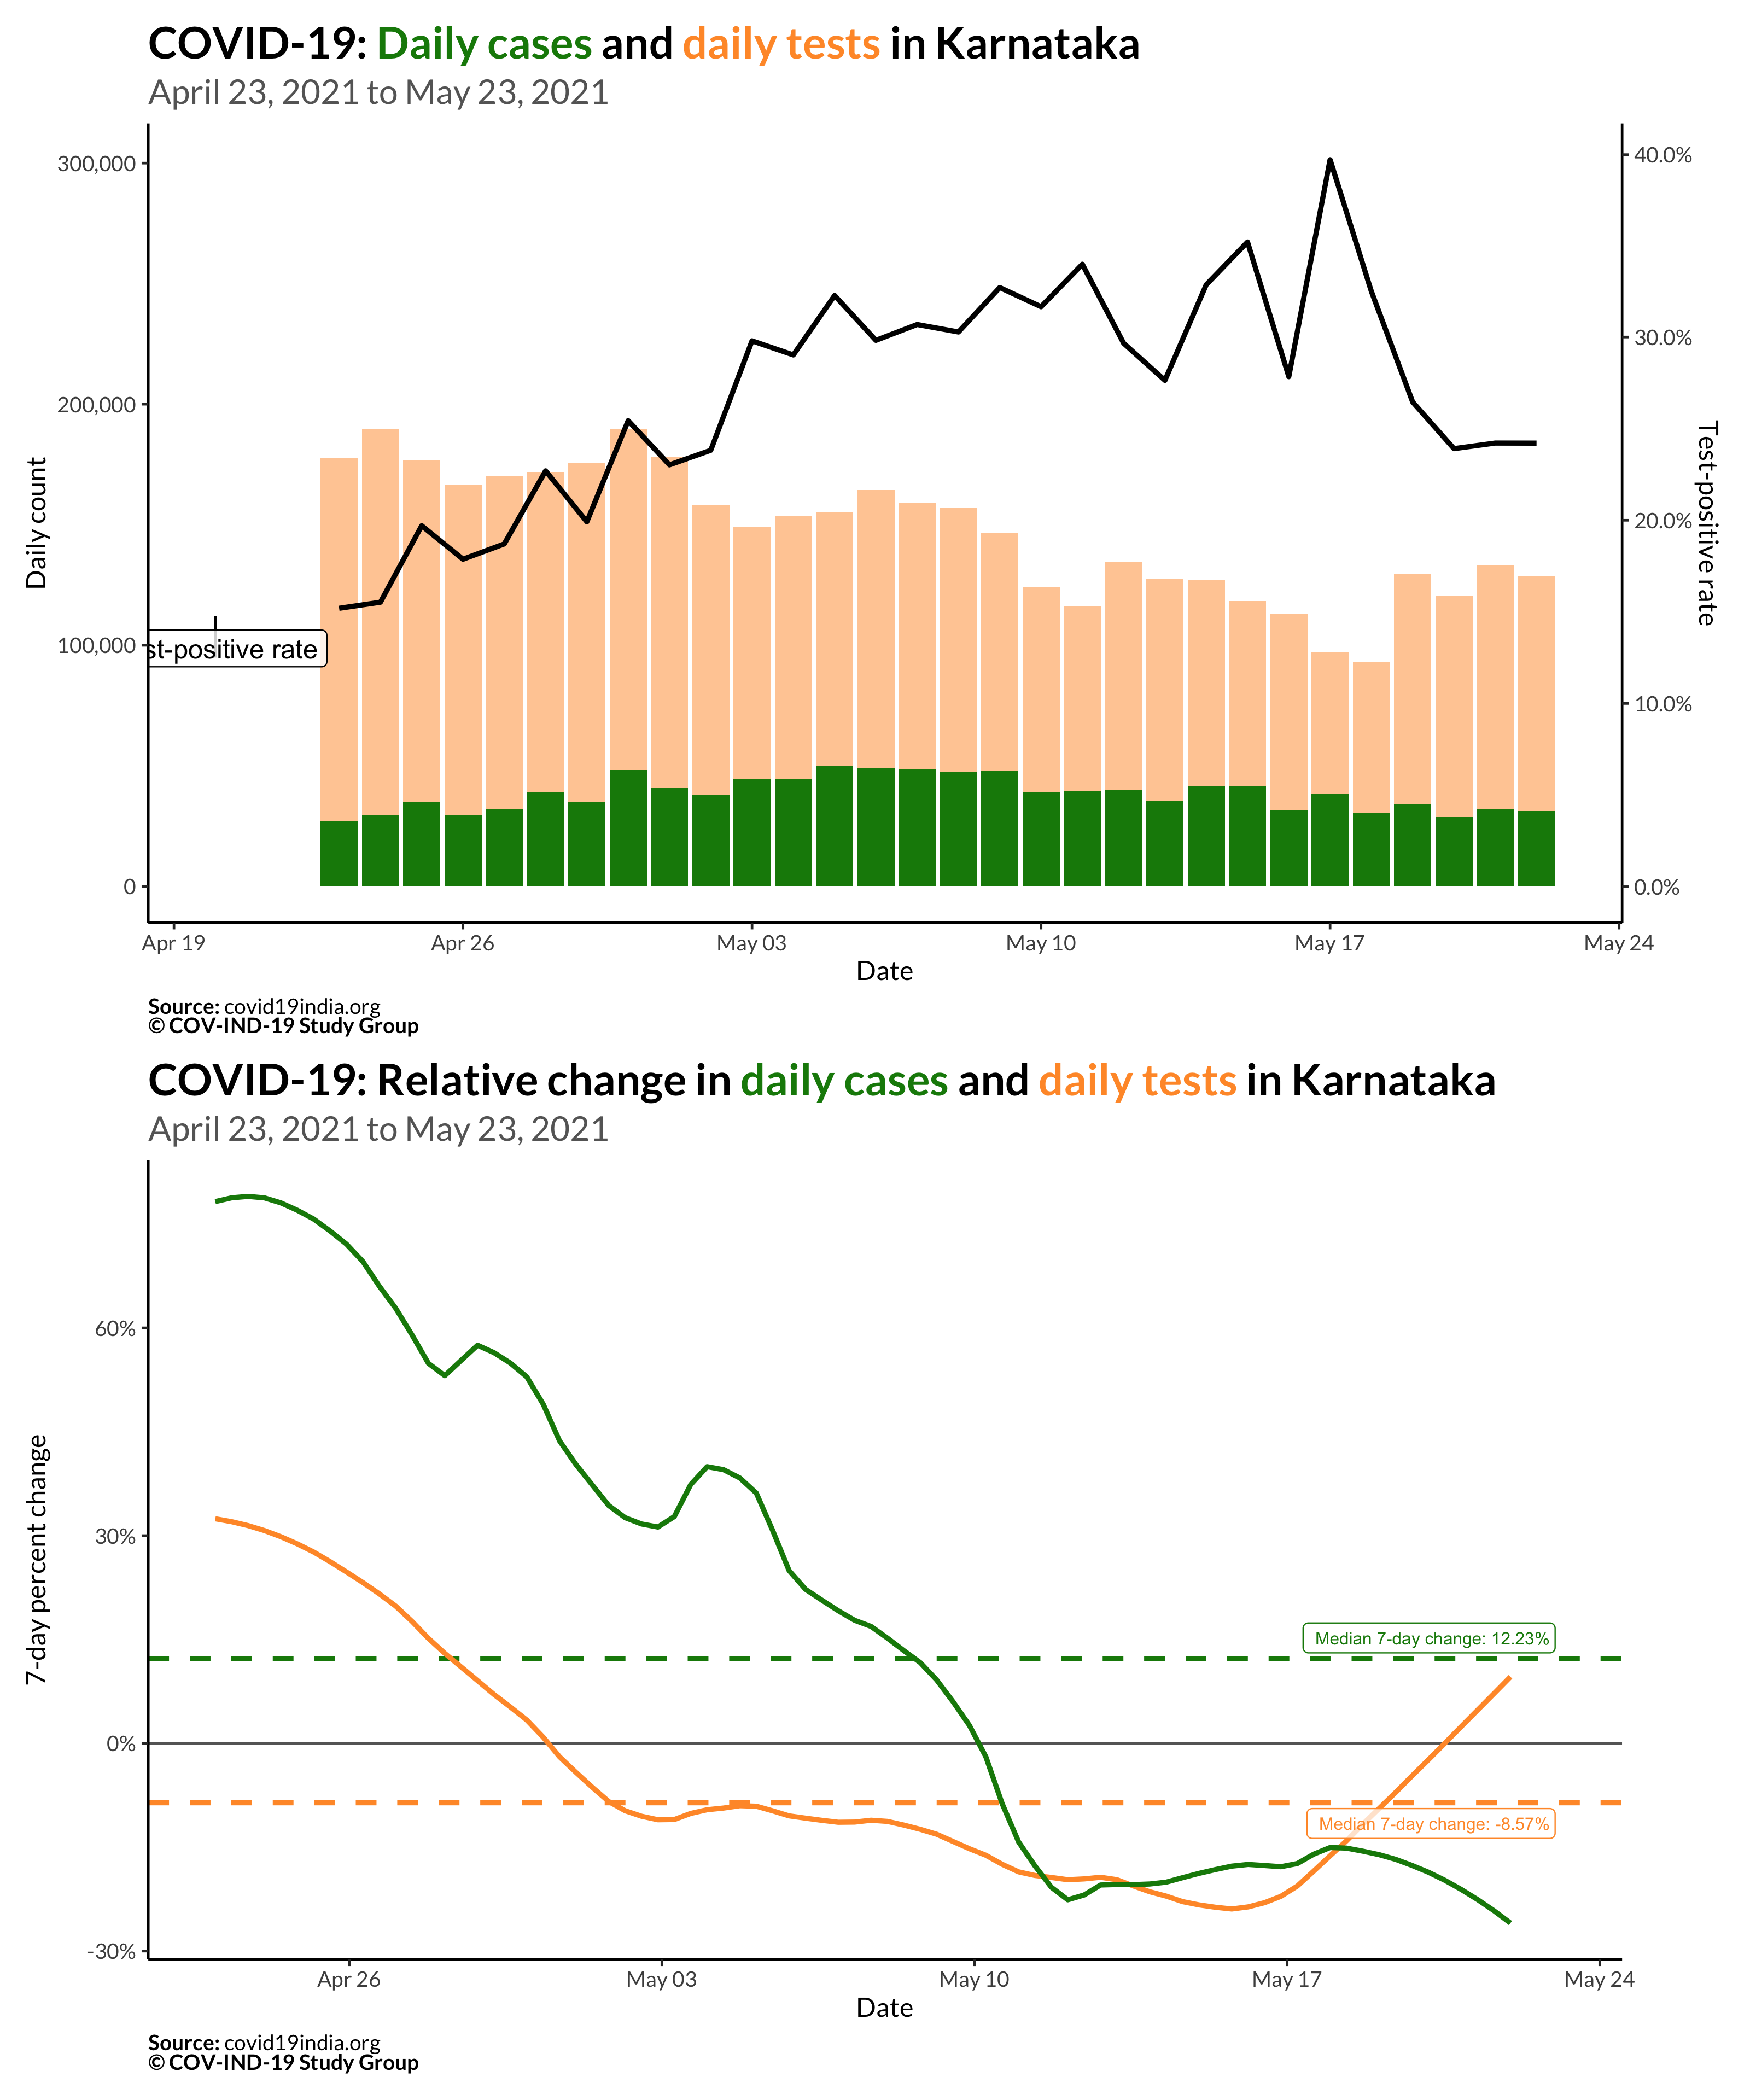 COVID-19: Daily cases and daily tests in Karnataka
April 23, 2021 to May 23, 2021
300,000
200,000
100,000
0
Daily count
st-positive rate
40.0%
30.0%
20.0%
10.0%
0.0%
Test-positive rate
Apr 19
Apr 26
May 03
May 10
May 17
May 24
Date
Source: covid19india.org
© COV-IND-19 Study Group
COVID-19: Relative change in daily cases and daily tests in Karnataka
April 23, 2021 to May 23, 2021
60%
30%
0%
-30%
7-day percent change
Median 7-day change: 12.23%
Median 7-day change: -8.57%
Apr 26
May 03
May 10
May 17
May 24
Date
Source: covid19india.org
© COV-IND-19 Study Group